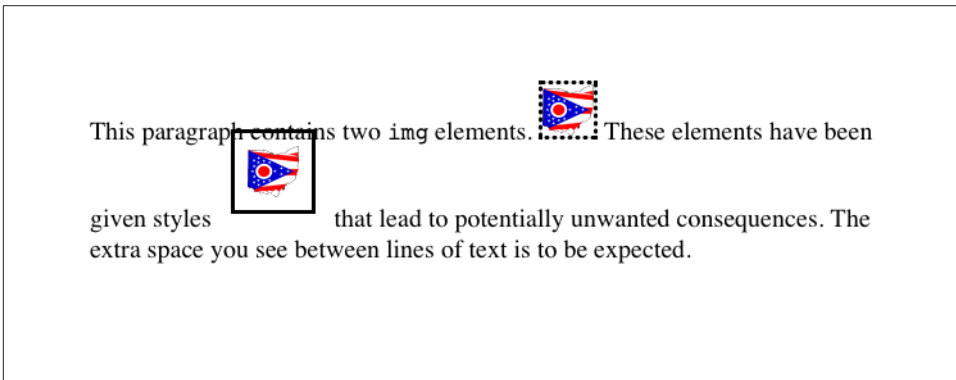 This paragraph contains two img elements. These elements have been
given styles that lead to potentially unwanted consequences. The
extra space you see between lines of text is to be expected.